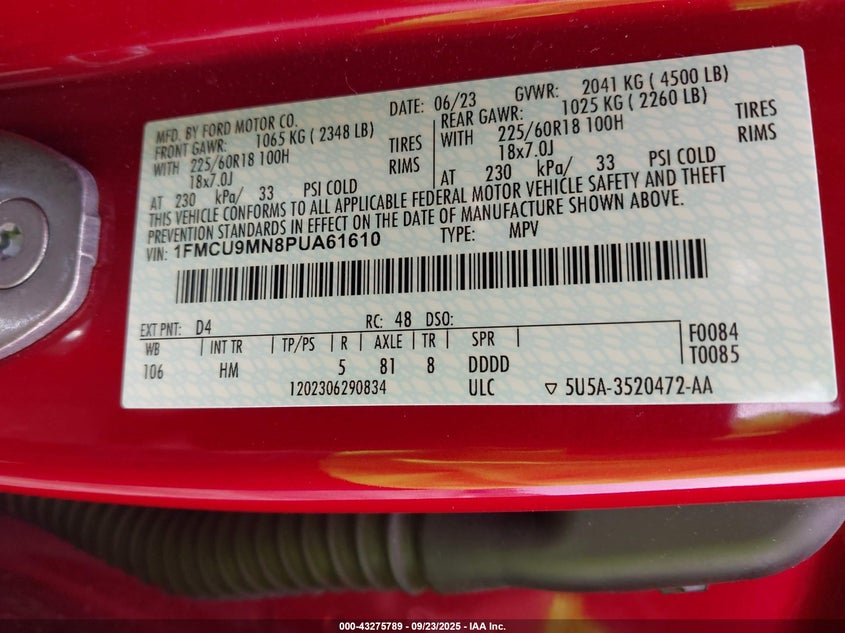 MFD. BY FORD MOTOR CO.
DATE: 06/23 GVWR: 2041 KG ( 4500 LB)
FRONT GAWR: 1065 KG ( 2348 LB)
REAR GAWR: 1025 KG ( 2260 LB)
WITH 225/60R18 100H TIRES
WITH 225/60R18 100H TIRES
18x7.0J RIMS
18x7.0J RIMS
AT 230 kPa/ 33 PSI COLD
AT 230 kPa/ 33 PSI COLD
THIS VEHICLE CONFORMS TO ALL APPLICABLE FEDERAL MOTOR VEHICLE SAFETY AND THEFT
PREVENTION STANDARDS IN EFFECT ON THE DATE OF MANUFACTURE SHOWN ABOVE.
VIN: 1FMCU9MN8PUA61610 TYPE: MPV
EXT PNT: D4 RC: 48 DSO:
WB INT TR TP/PS R AXLE TR SPR F0084
106 HM 5 81 8 DDDD T0085
1202306290834 ULC 5U5A-3520472-AA
000-43275789 - 09/23/2025 - IAA Inc.